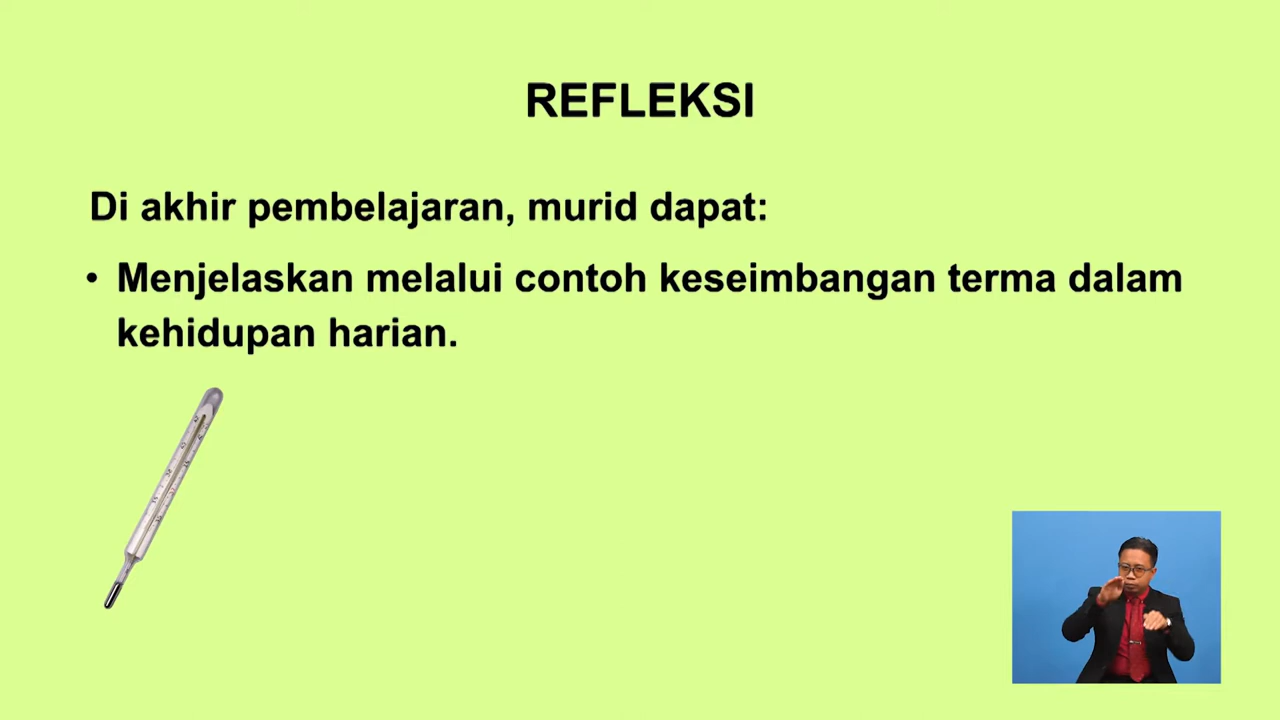 REFLEKSI
Di akhir pembelajaran, murid dapat:
• Menjelaskan melalui contoh keseimbangan terma dalam
kehidupan harian.